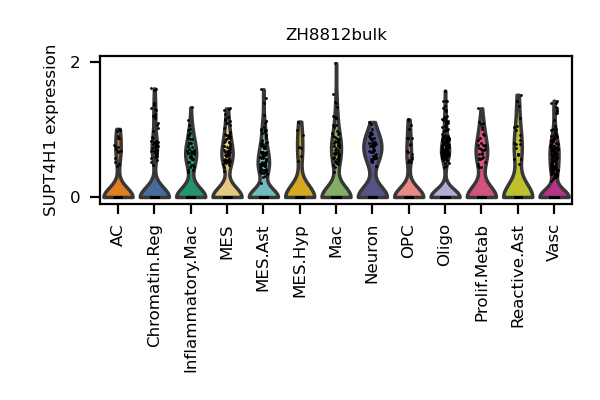 ZH8812bulk
SUPT4H1 expression
2
0
AC
Chromatin.Reg
Inflammatory.Mac
MES
MES.Ast
MES.Hyp
Mac
Neuron
OPC
Oligo
Prolif.Metab
Reactive.Ast
Vasc